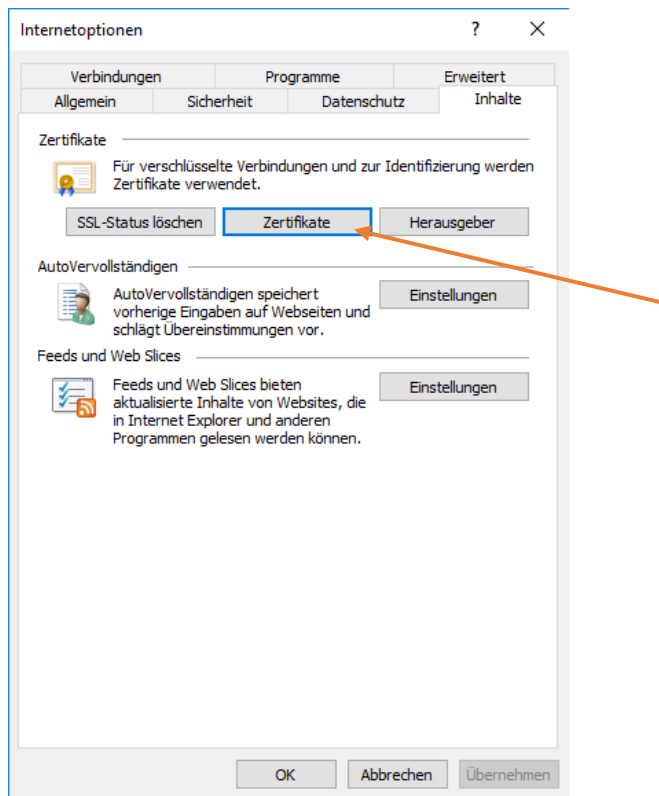 Internetoptionen ? ×
Verbindungen Programme Erweitert
Allgemein Sicherheit Datenschutz Inhalte
Zertifikate
Für verschlüsselte Verbindungen und zur Identifizierung werden
Zertifikate verwendet.
SSL-Status löschen Zertifikate Herausgeber
AutoVervollständigen
AutoVervollständigen speichert
vorherige Eingaben auf Webseiten und
schlägt Übereinstimmungen vor.
Einstellungen
Feeds und Web Slices
Feeds und Web Slices bieten
aktualisierte Inhalte von Websites, die
in Internet Explorer und anderen
Programmen gelesen werden können.
Einstellungen
OK Abbrechen Übernehmen